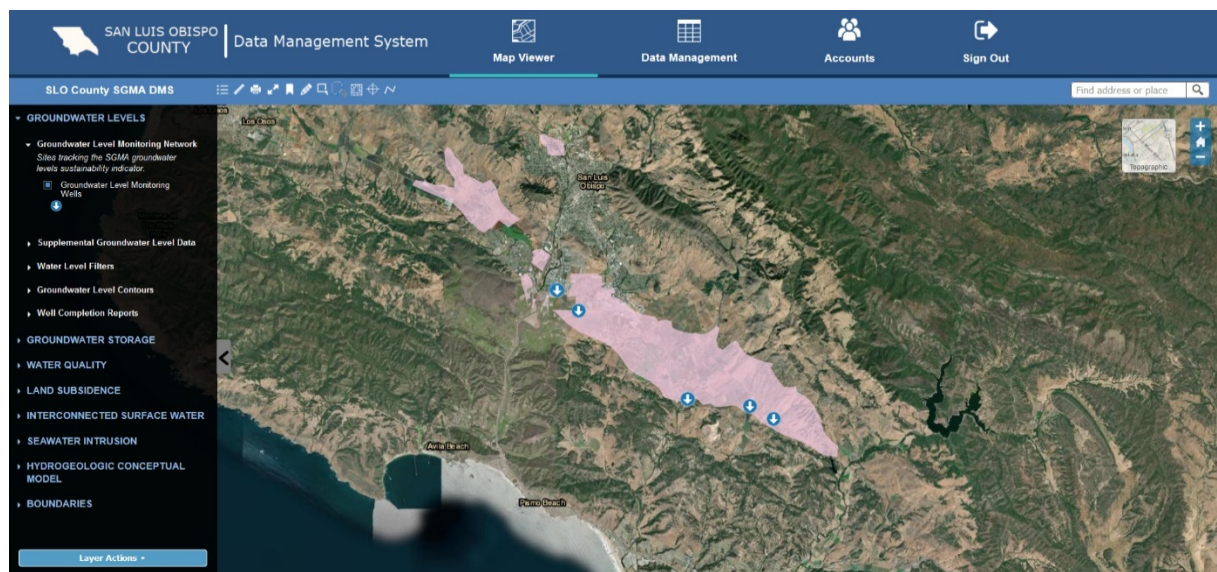 SAN LUIS OBISPO
COUNTY
Data Management System
Map Viewer
Data Management
Accounts
Sign Out
SLO County SGMA DMS
Find address or place
GROUNDWATER LEVELS
Groundwater Level Monitoring Network
Sites tracking the SGMA groundwater
levels sustainability indicator.
Groundwater Level Monitoring
Wells
Supplemental Groundwater Level Data
Water Level Filters
Groundwater Level Contours
Well Completion Reports
GROUNDWATER STORAGE
WATER QUALITY
LAND SUBSIDENCE
INTERCONNECTED SURFACE WATER
SEAWATER INTRUSION
HYDROGEOLOGIC CONCEPTUAL
MODEL
BOUNDARIES
Layer Actions
Los Osos
San Luis
Obispo
Avila Beach
Pismo Beach
Topographic